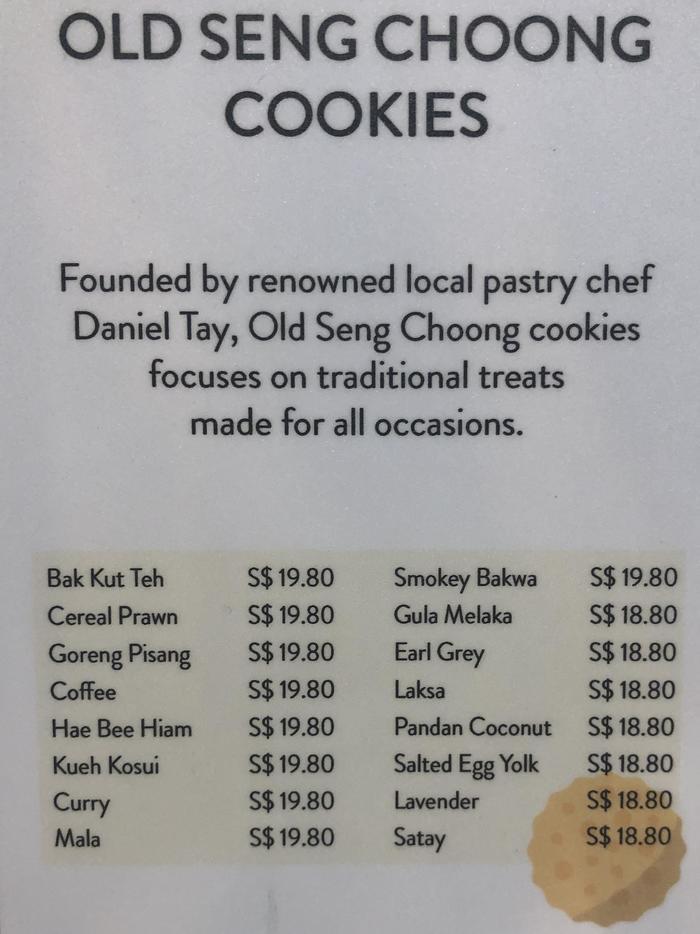 OLD SENG CHOONG
COOKIES
Founded by renowned local pastry chef
Daniel Tay, Old Seng Choong cookies
focuses on traditional treats
made for all occasions.
Bak Kut Teh S$ 19.80 Smokey Bakwa S$ 19.80
Cereal Prawn S$ 19.80 Gula Melaka S$ 18.80
Goreng Pisang S$ 19.80 Earl Grey S$ 18.80
Coffee S$ 19.80 Laksa S$ 18.80
Hae Bee Hiam S$ 19.80 Pandan Coconut S$ 18.80
Kueh Kosui S$ 19.80 Salted Egg Yolk S$ 18.80
Curry S$ 19.80 Lavender S$ 18.80
Mala S$ 19.80 Satay S$ 18.80